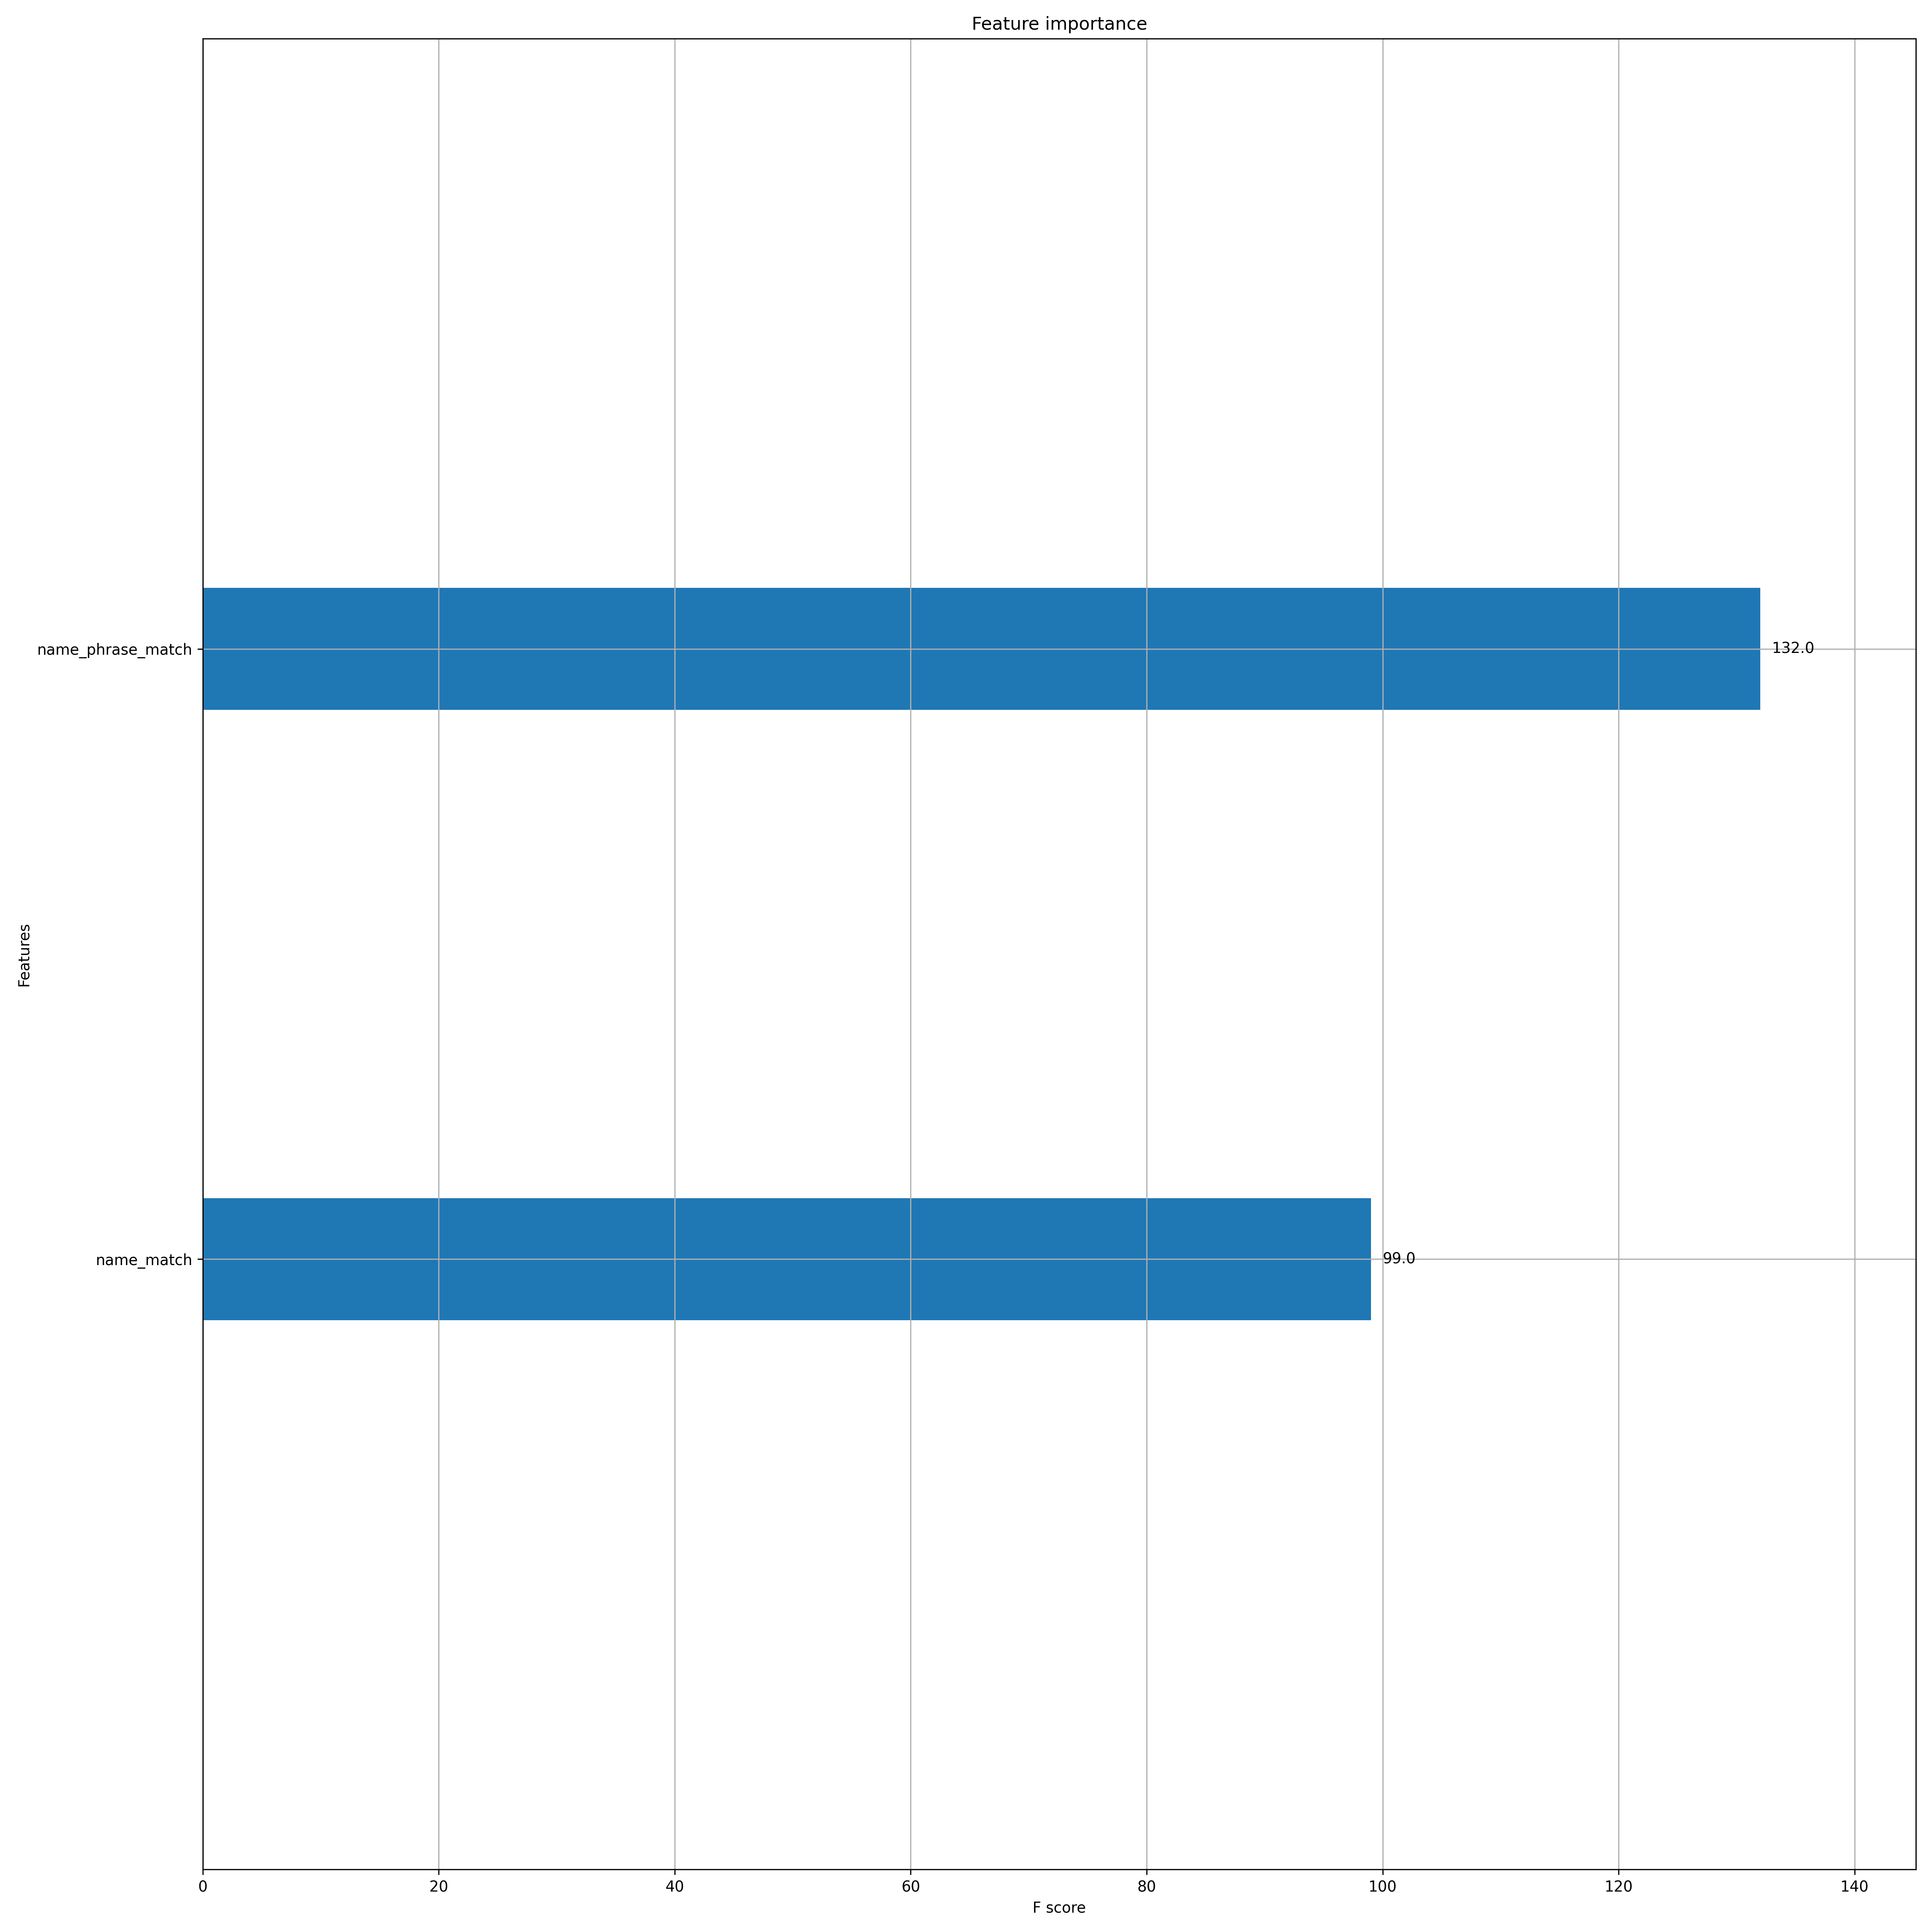 Feature importance
name_phrase_match
132.0
Features
name_match
99.0
0 20 40 60 80 100 120 140
F score